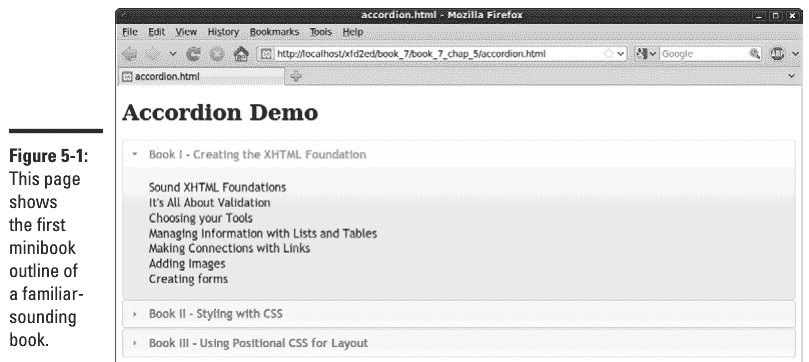 accordion.html - Mozilla Firefox
File Edit View History Bookmarks Tools Help
http://localhost/xfd2ed/book_7/book_7_chap_5/accordion.html
Google
ABP
accordion.html
Accordion Demo
Book I - Creating the XHTML Foundation
Sound XHTML Foundations
It's All About Validation
Choosing your Tools
Managing Information with Lists and Tables
Making Connections with Links
Adding Images
Creating forms
Book II - Styling with CSS
Book III - Using Positional CSS for Layout
Figure 5-1:
This page
shows
the first
minibook
outline of
a familiar-
sounding
book.